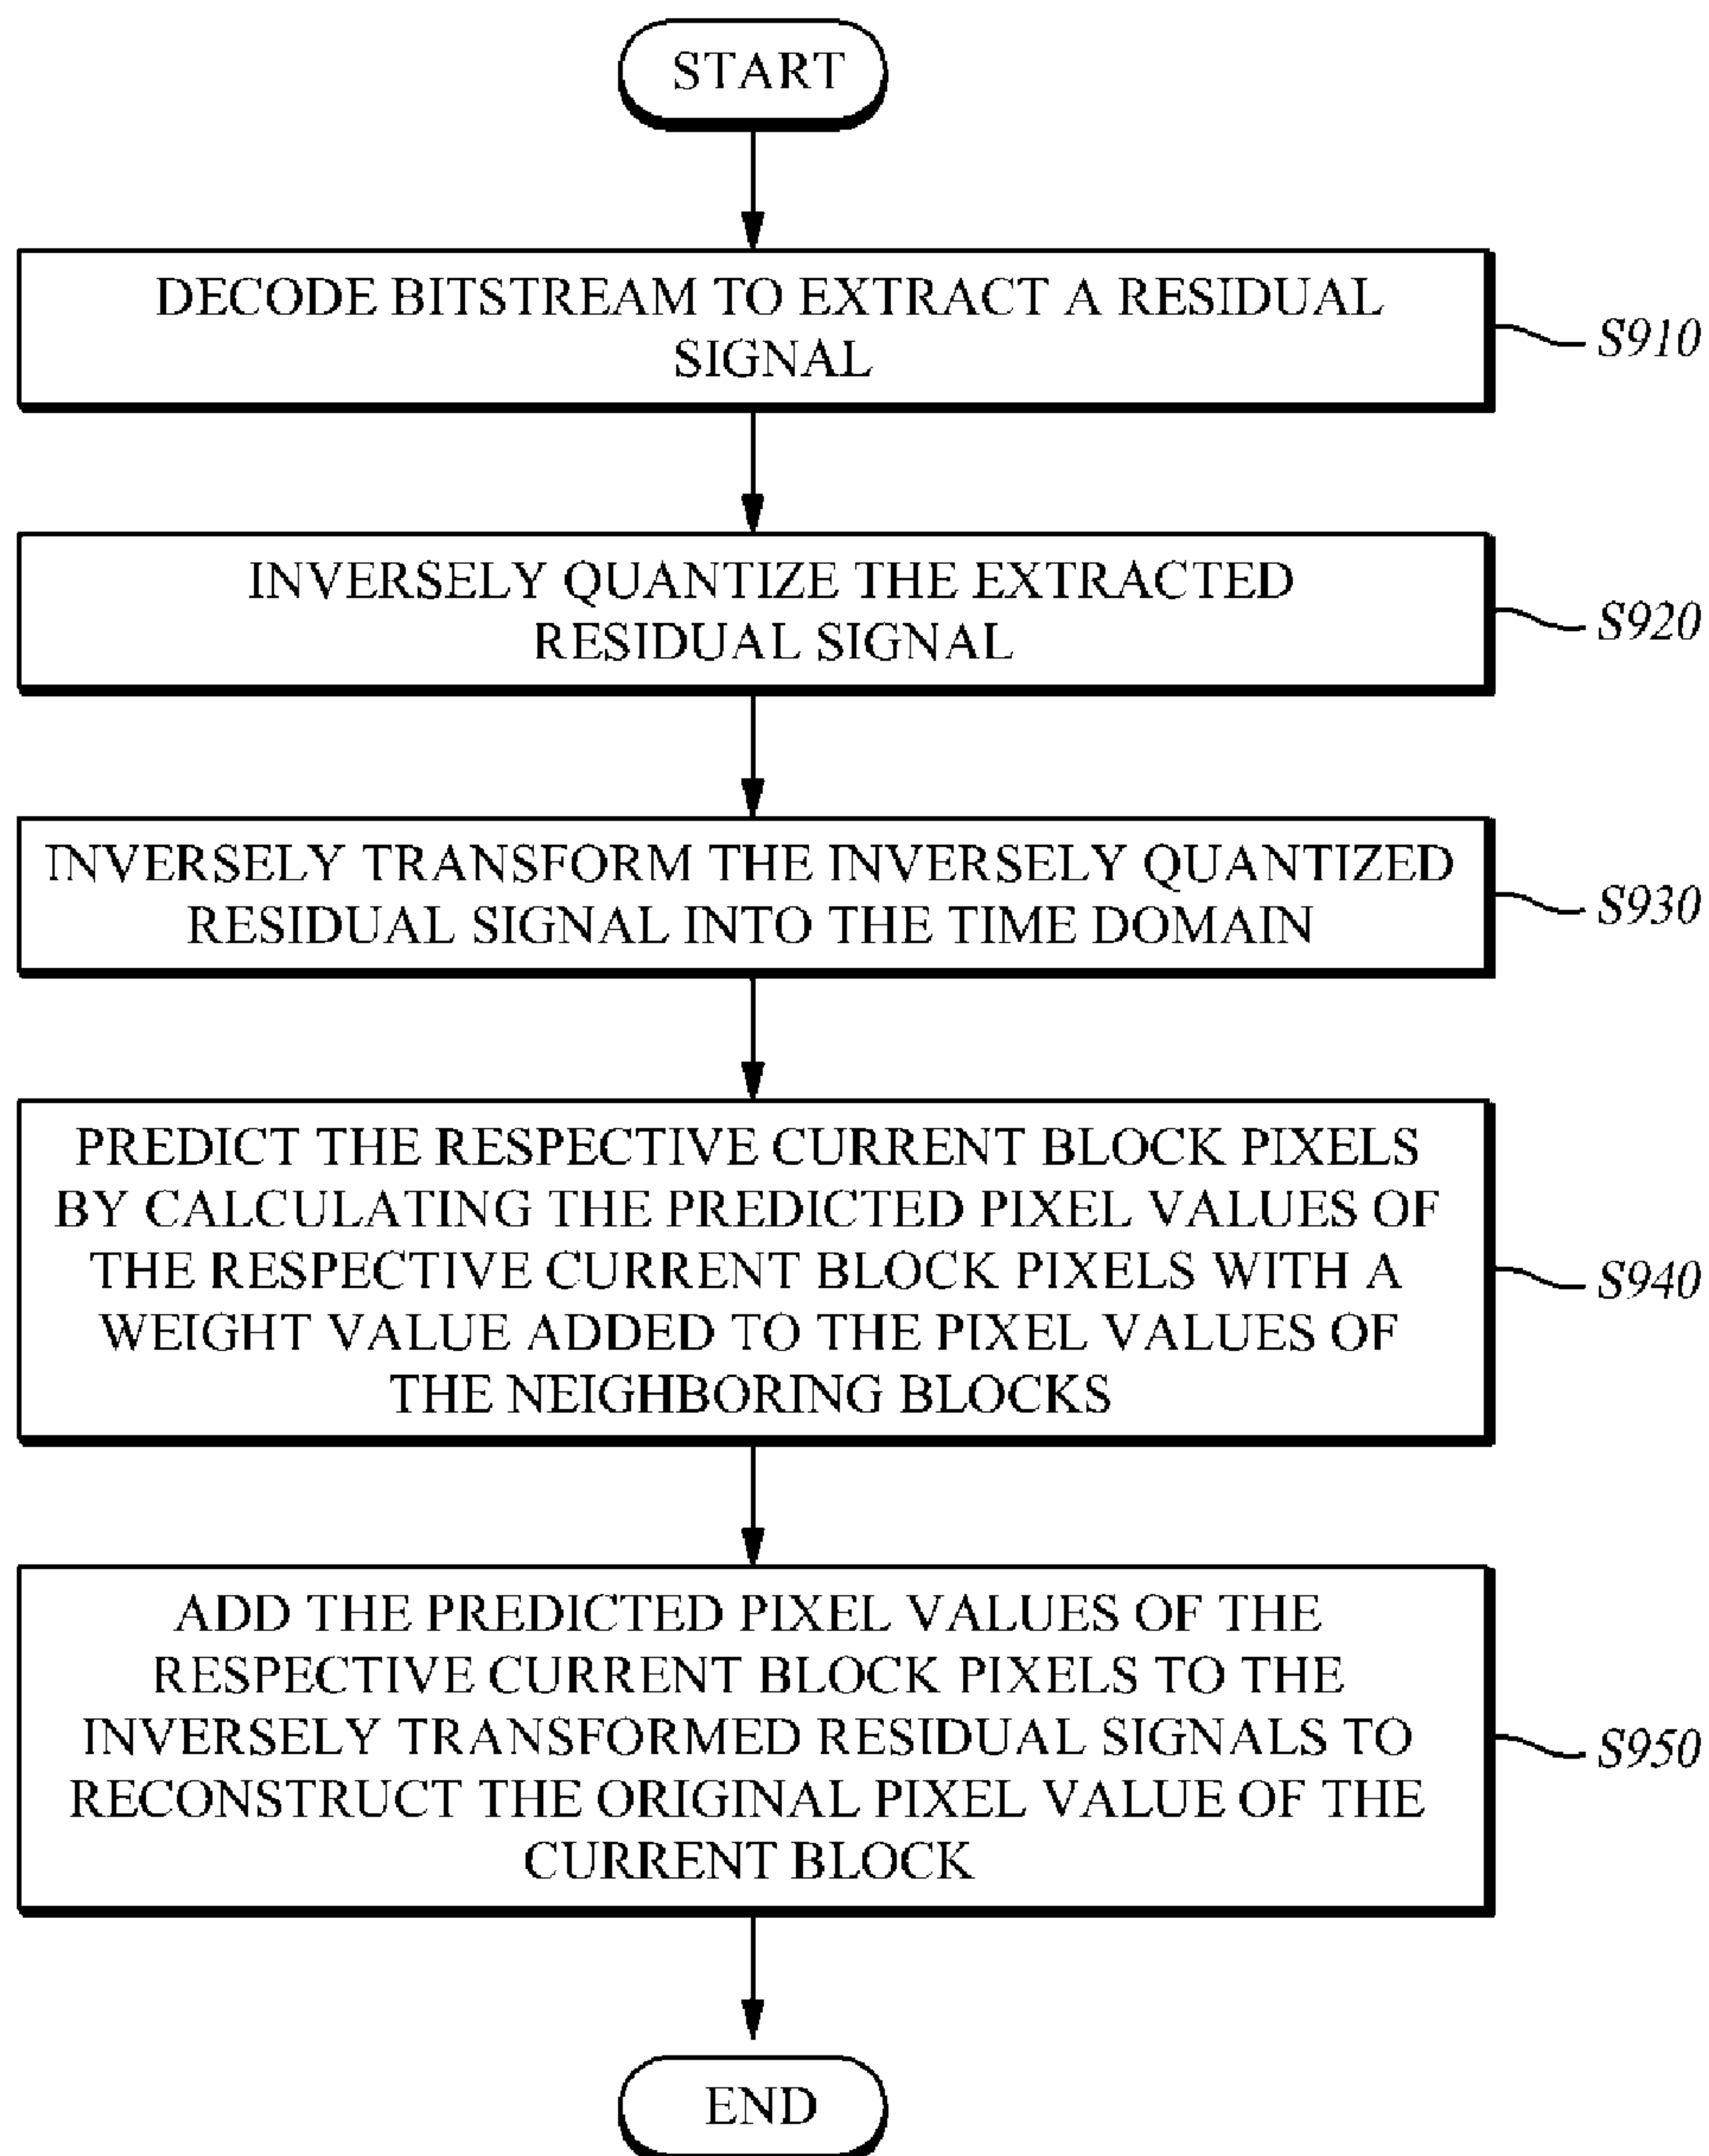 START
DECODE BITSTREAM TO EXTRACT A RESIDUAL
SIGNAL
S910
INVERSELY QUANTIZE THE EXTRACTED
RESIDUAL SIGNAL
S920
INVERSELY TRANSFORM THE INVERSELY QUANTIZED
RESIDUAL SIGNAL INTO THE TIME DOMAIN
S930
PREDICT THE RESPECTIVE CURRENT BLOCK PIXELS
BY CALCULATING THE PREDICTED PIXEL VALUES OF
THE RESPECTIVE CURRENT BLOCK PIXELS WITH A
WEIGHT VALUE ADDED TO THE PIXEL VALUES OF
THE NEIGHBORING BLOCKS
S940
ADD THE PREDICTED PIXEL VALUES OF THE
RESPECTIVE CURRENT BLOCK PIXELS TO THE
INVERSELY TRANSFORMED RESIDUAL SIGNALS TO
RECONSTRUCT THE ORIGINAL PIXEL VALUE OF THE
CURRENT BLOCK
S950
END